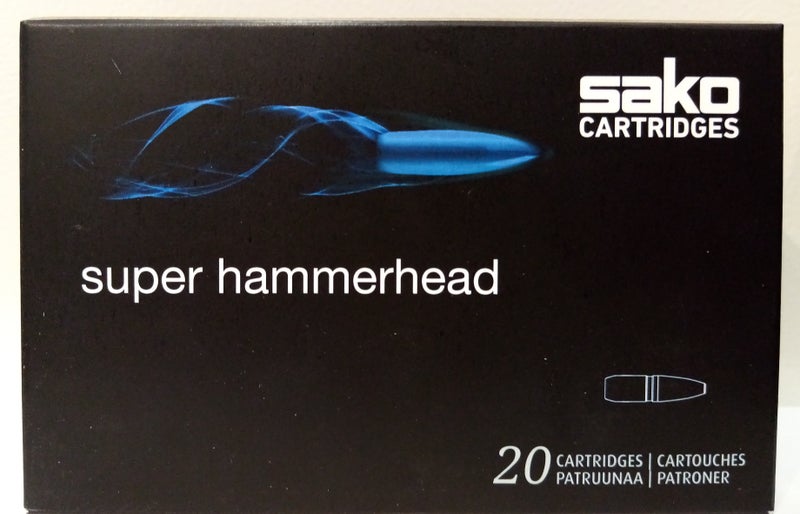 sako
CARTRIDGES
super hammerhead
20 CARTRIDGES | CARTOUCHES
PATRUUNAA | PATRONER